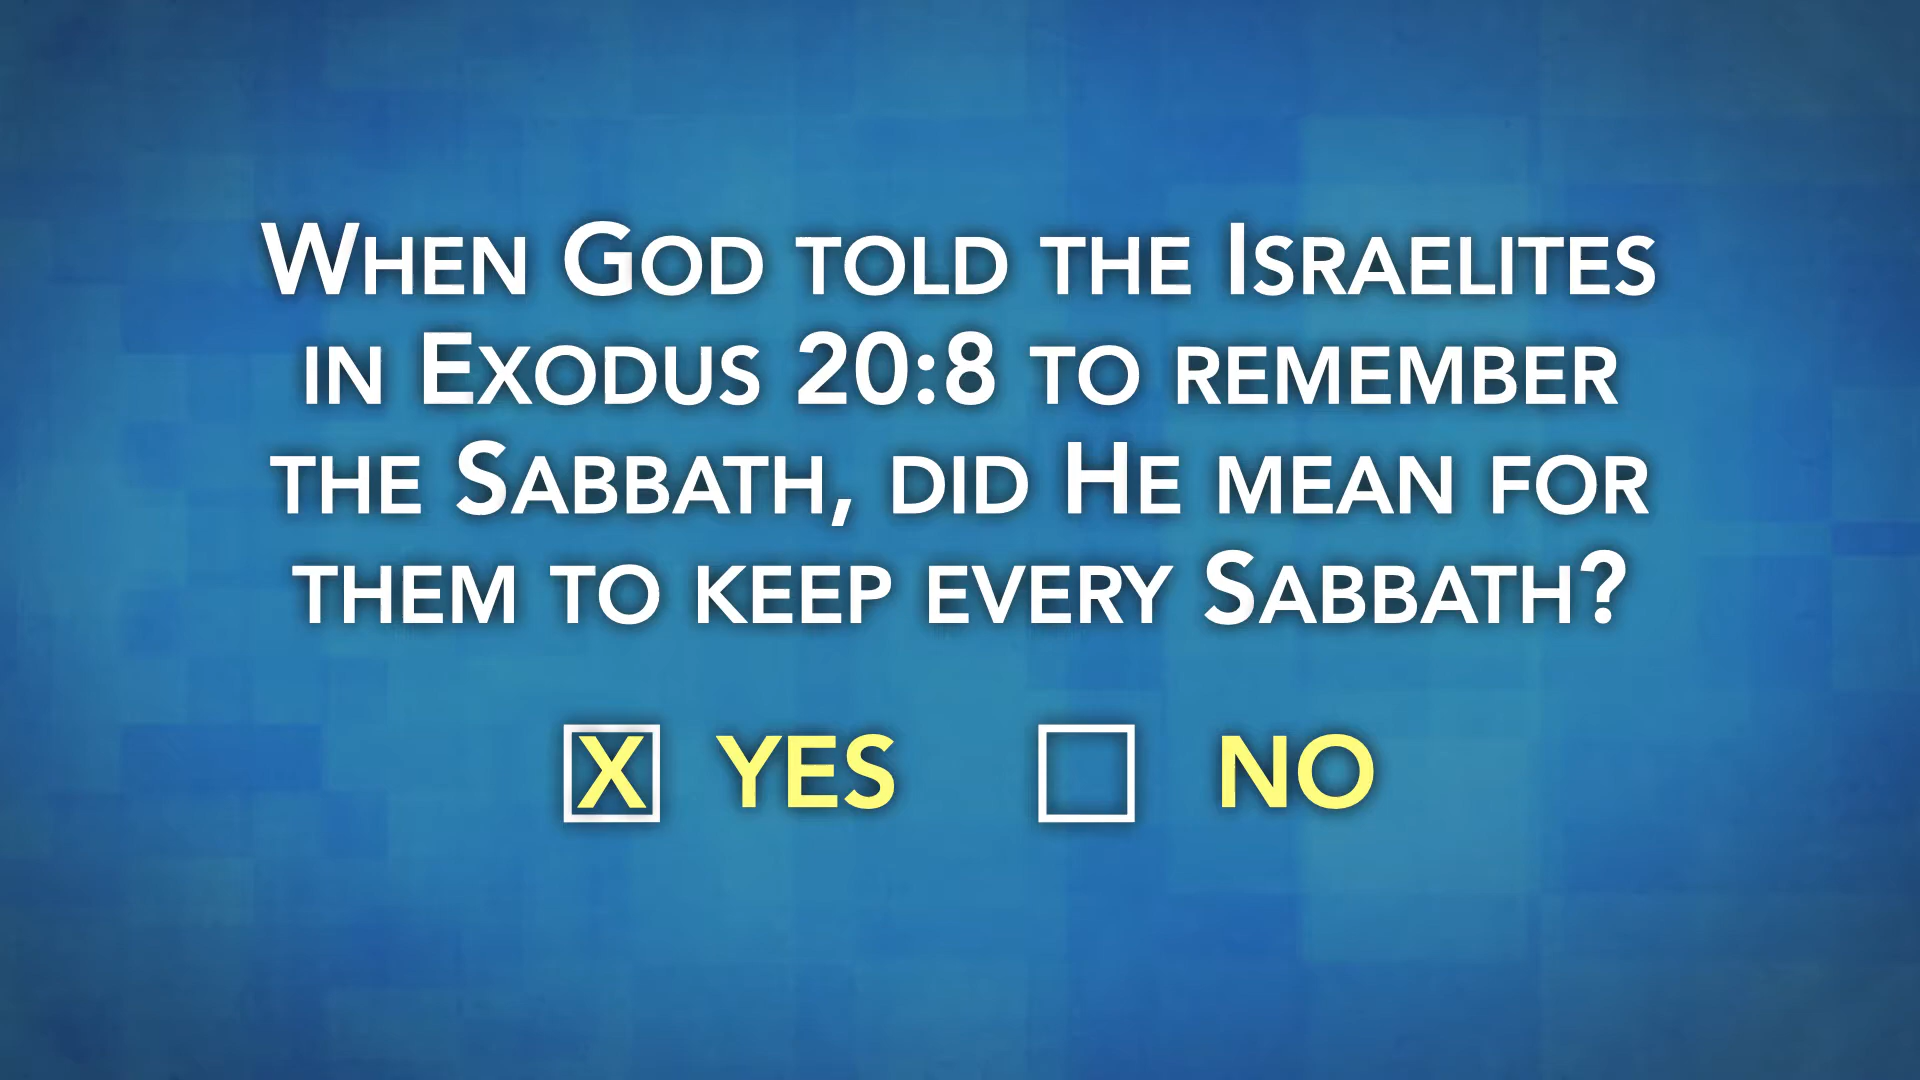 When God told the Israelites
in Exodus 20:8 to remember
the Sabbath, did He mean for
them to keep every Sabbath?
X YES NO